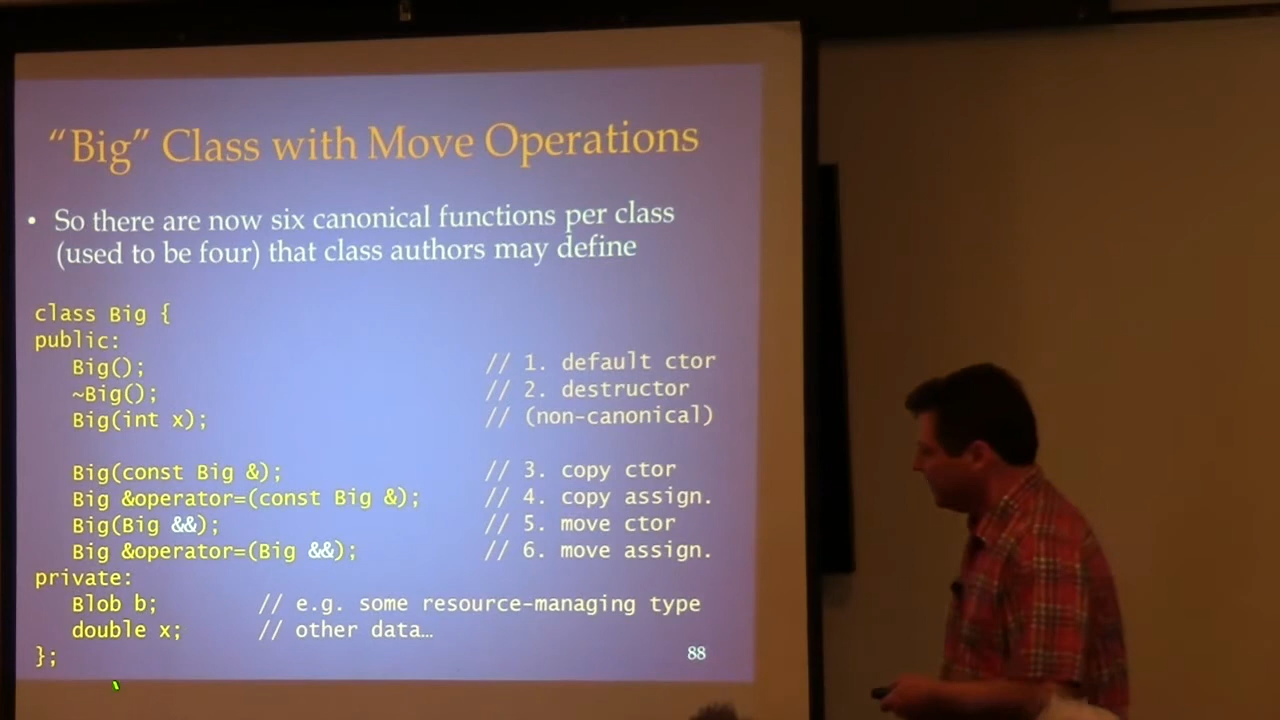 “Big” Class with Move Operations
• So there are now six canonical functions per class
(used to be four) that class authors may define
class Big {
public:
Big(); // 1. default ctor
~Big(); // 2. destructor
Big(int x); // (non-canonical)
Big(const Big &); // 3. copy ctor
Big &operator=(const Big &); // 4. copy assign.
Big(Big &&); // 5. move ctor
Big &operator=(Big &&); // 6. move assign.
private:
Blob b; // e.g. some resource-managing type
double x; // other data…
};
88